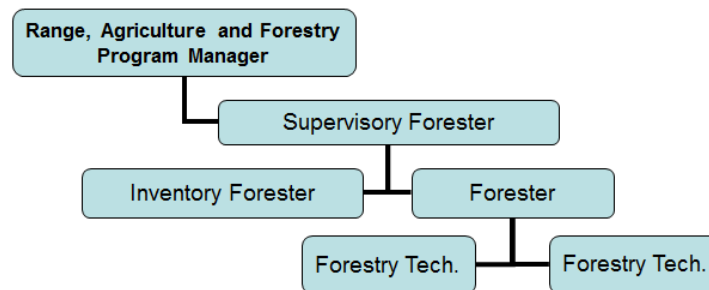 Range, Agriculture and Forestry
Program Manager
Supervisory Forester
Inventory Forester
Forester
Forestry Tech.
Forestry Tech.